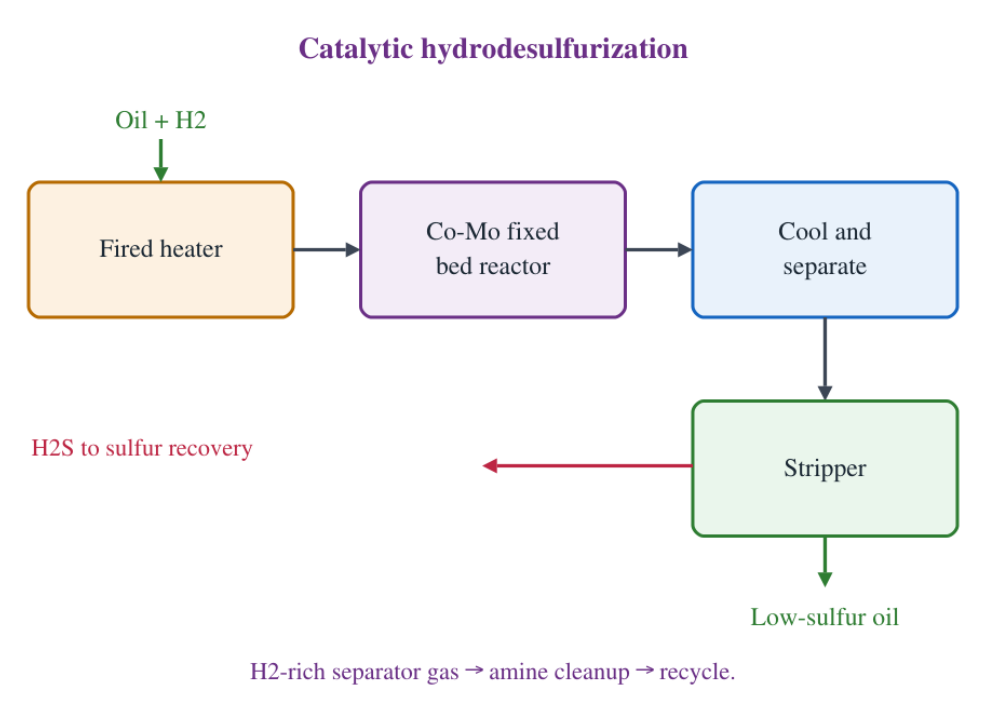 Catalytic hydrodesulfurization
Oil + H2
Fired heater
Co-Mo fixed
bed reactor
Cool and
separate
H2S to sulfur recovery
Stripper
Low-sulfur oil
H2-rich separator gas → amine cleanup → recycle.